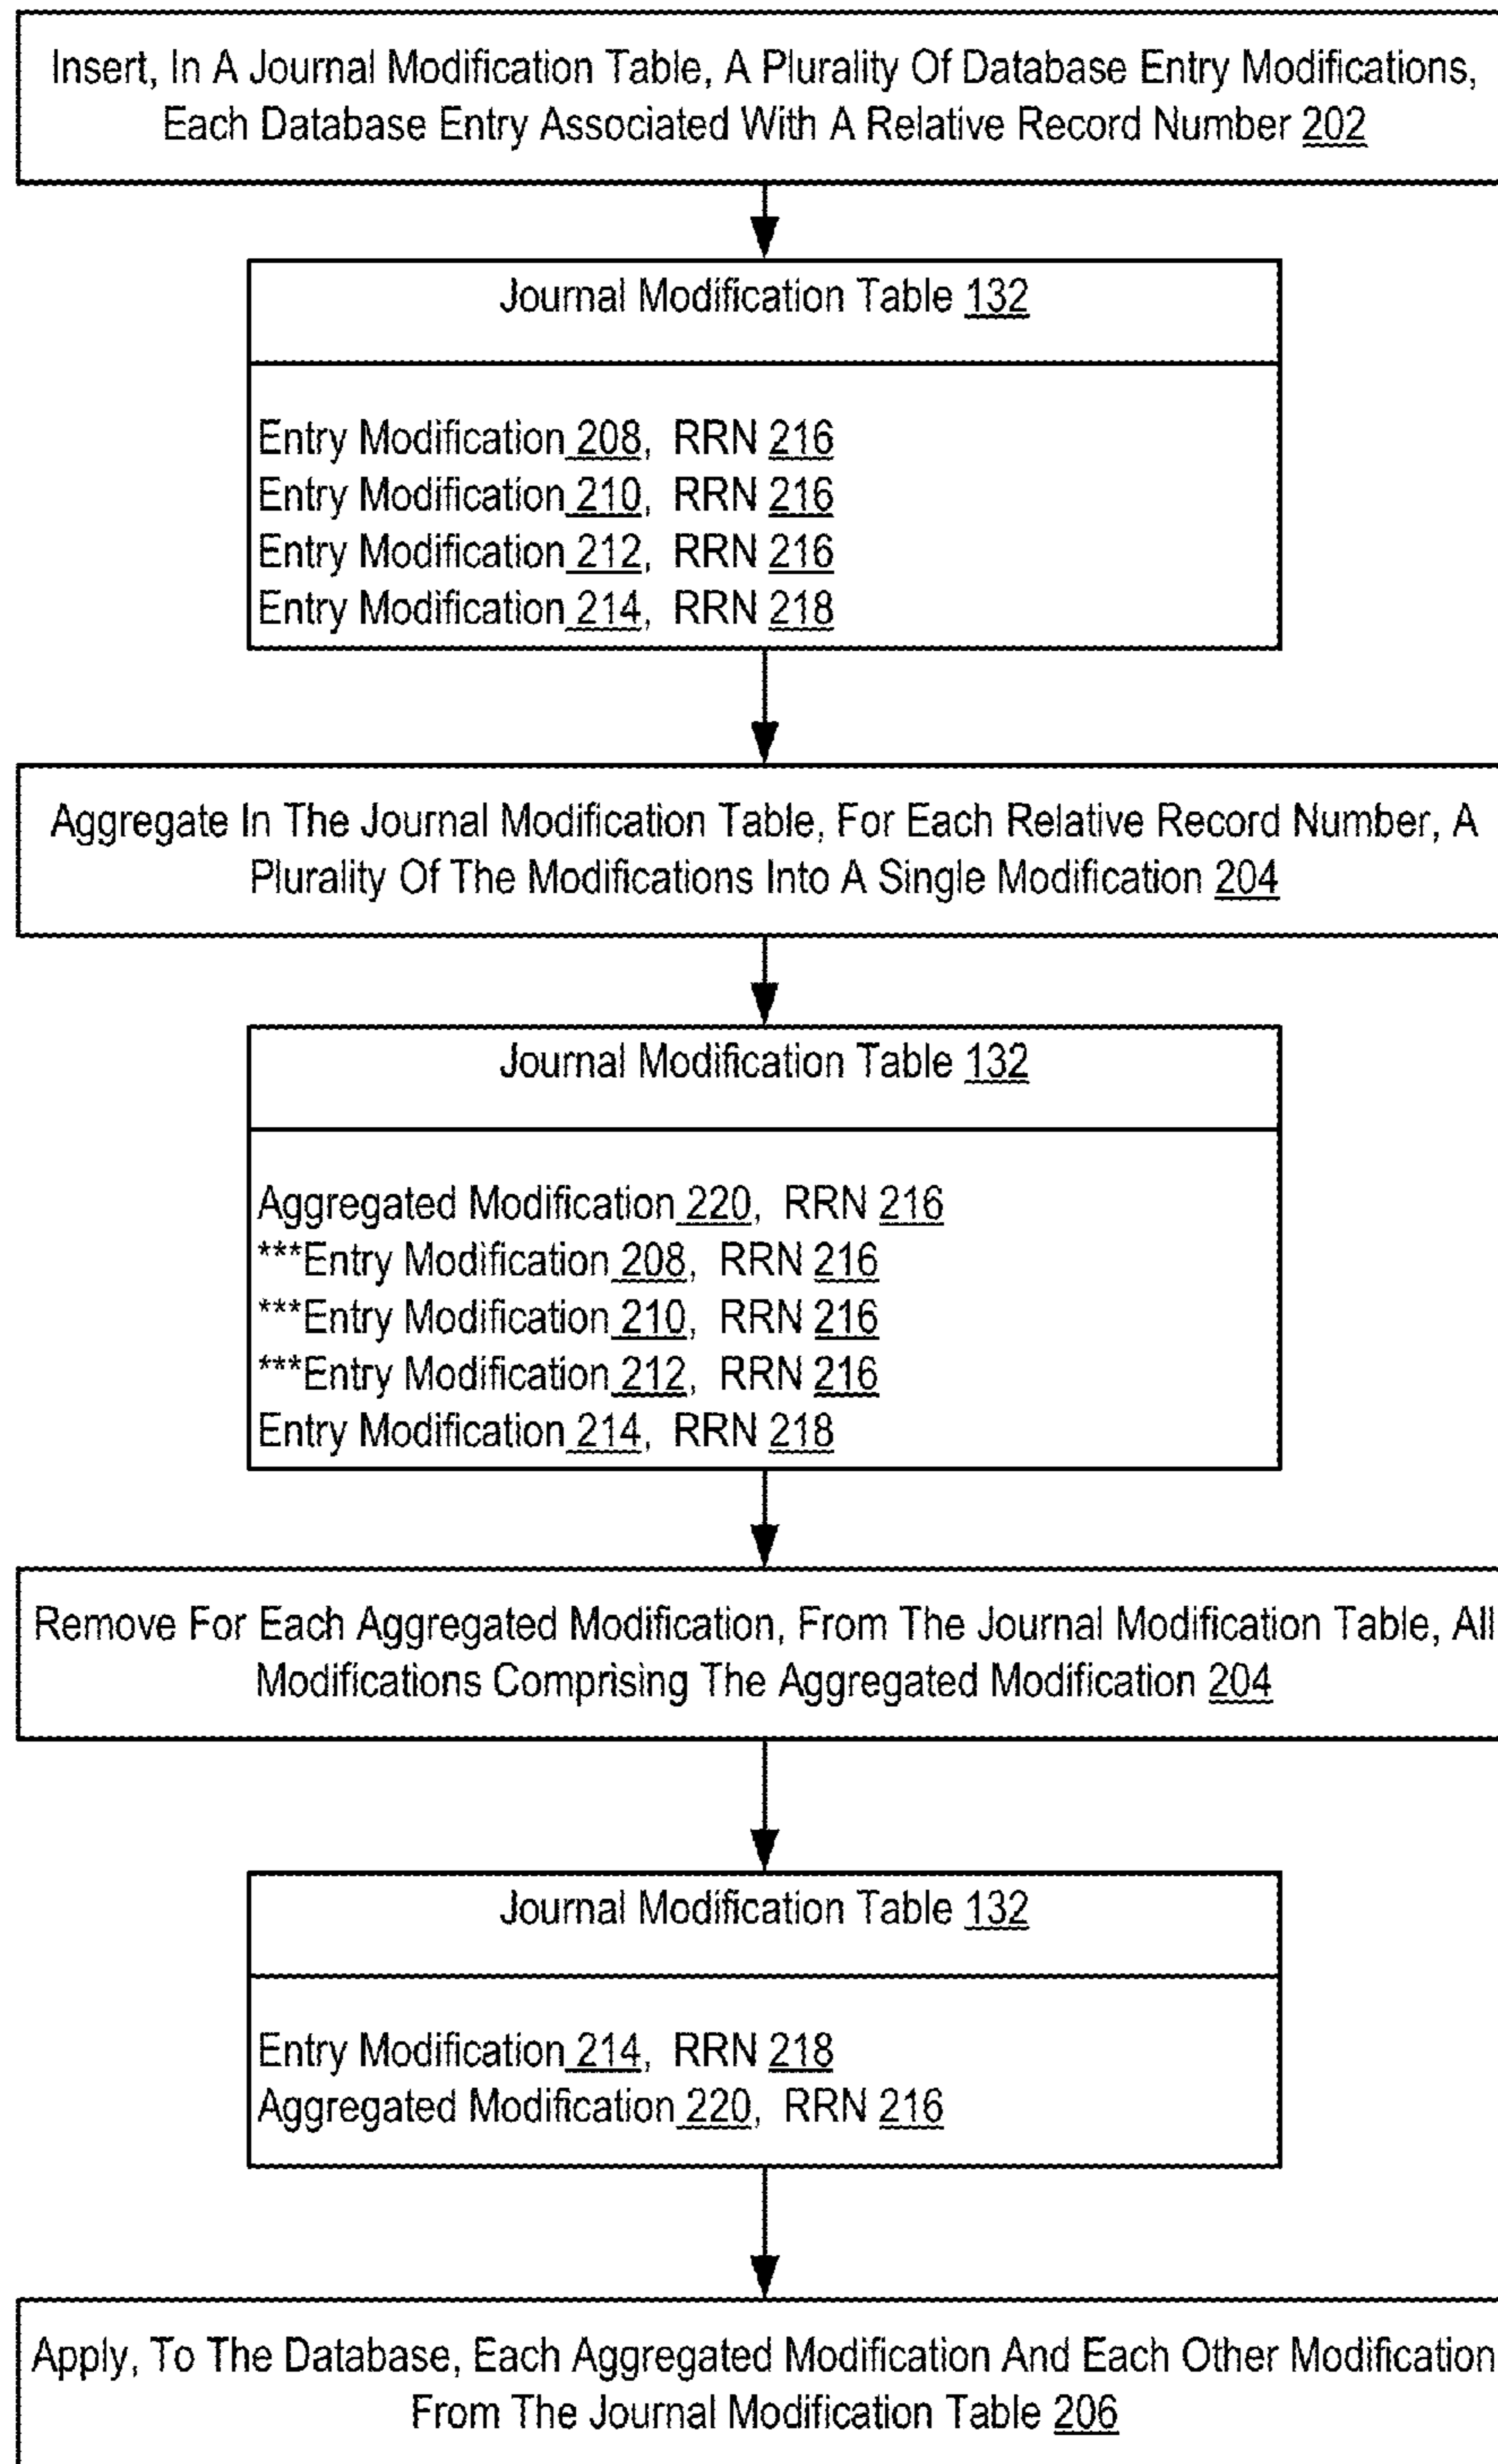 Insert, In A Journal Modification Table, A Plurality Of Database Entry Modifications,
Each Database Entry Associated With A Relative Record Number 202
Journal Modification Table 132
Entry Modification 208, RRN 216
Entry Modification 210, RRN 216
Entry Modification 212, RRN 216
Entry Modification 214, RRN 218
Aggregate In The Journal Modification Table, For Each Relative Record Number, A
Plurality Of The Modifications Into A Single Modification 204
Journal Modification Table 132
Aggregated Modification 220, RRN 216
***Entry Modification 208, RRN 216
***Entry Modification 210, RRN 216
***Entry Modification 212, RRN 216
Entry Modification 214, RRN 218
Remove For Each Aggregated Modification, From The Journal Modification Table, All
Modifications Comprising The Aggregated Modification 204
Journal Modification Table 132
Entry Modification 214, RRN 218
Aggregated Modification 220, RRN 216
Apply, To The Database, Each Aggregated Modification And Each Other Modification
From The Journal Modification Table 206